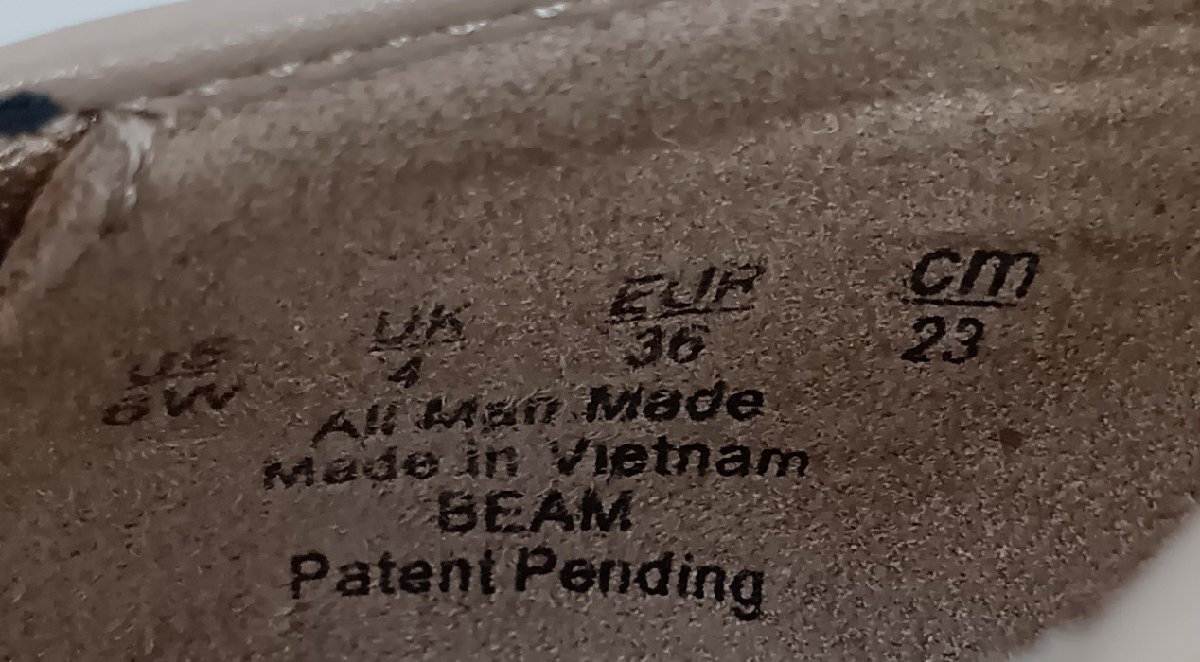 US UK EUR cm
6W 4 36 23
All Man Made
Made in Vietnam
BEAM
Patent Pending